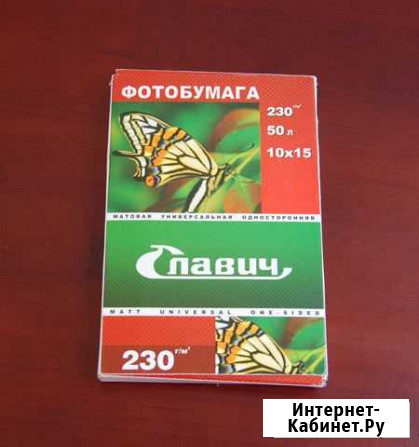 ФОТОБУМАГА
230 г/м²
50 л
10x15
МАТОВАЯ УНИВЕРСАЛЬНАЯ ОДНОСТОРОННЯЯ
Славич
MATT UNIVERSAL ONE-SIDED
230 г/м²
Интернет-
Кабинет.Ру